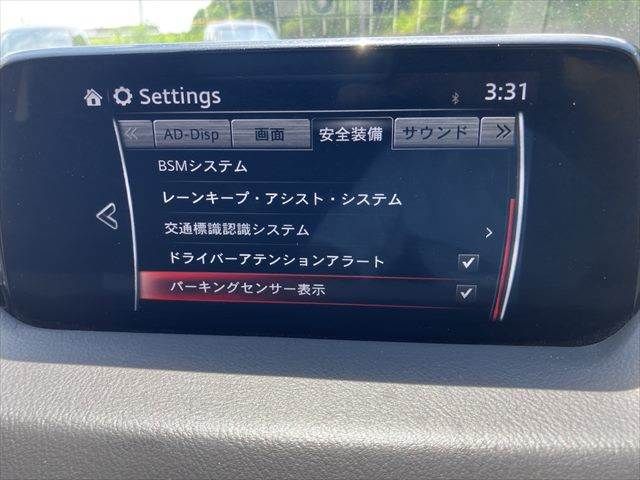 Settings 3:31
AD-Disp 画面 安全装備 サウンド
BSMシステム
レーンキープ・アシスト・システム
交通標識認識システム
ドライバーアテンションアラート
パーキングセンサー表示